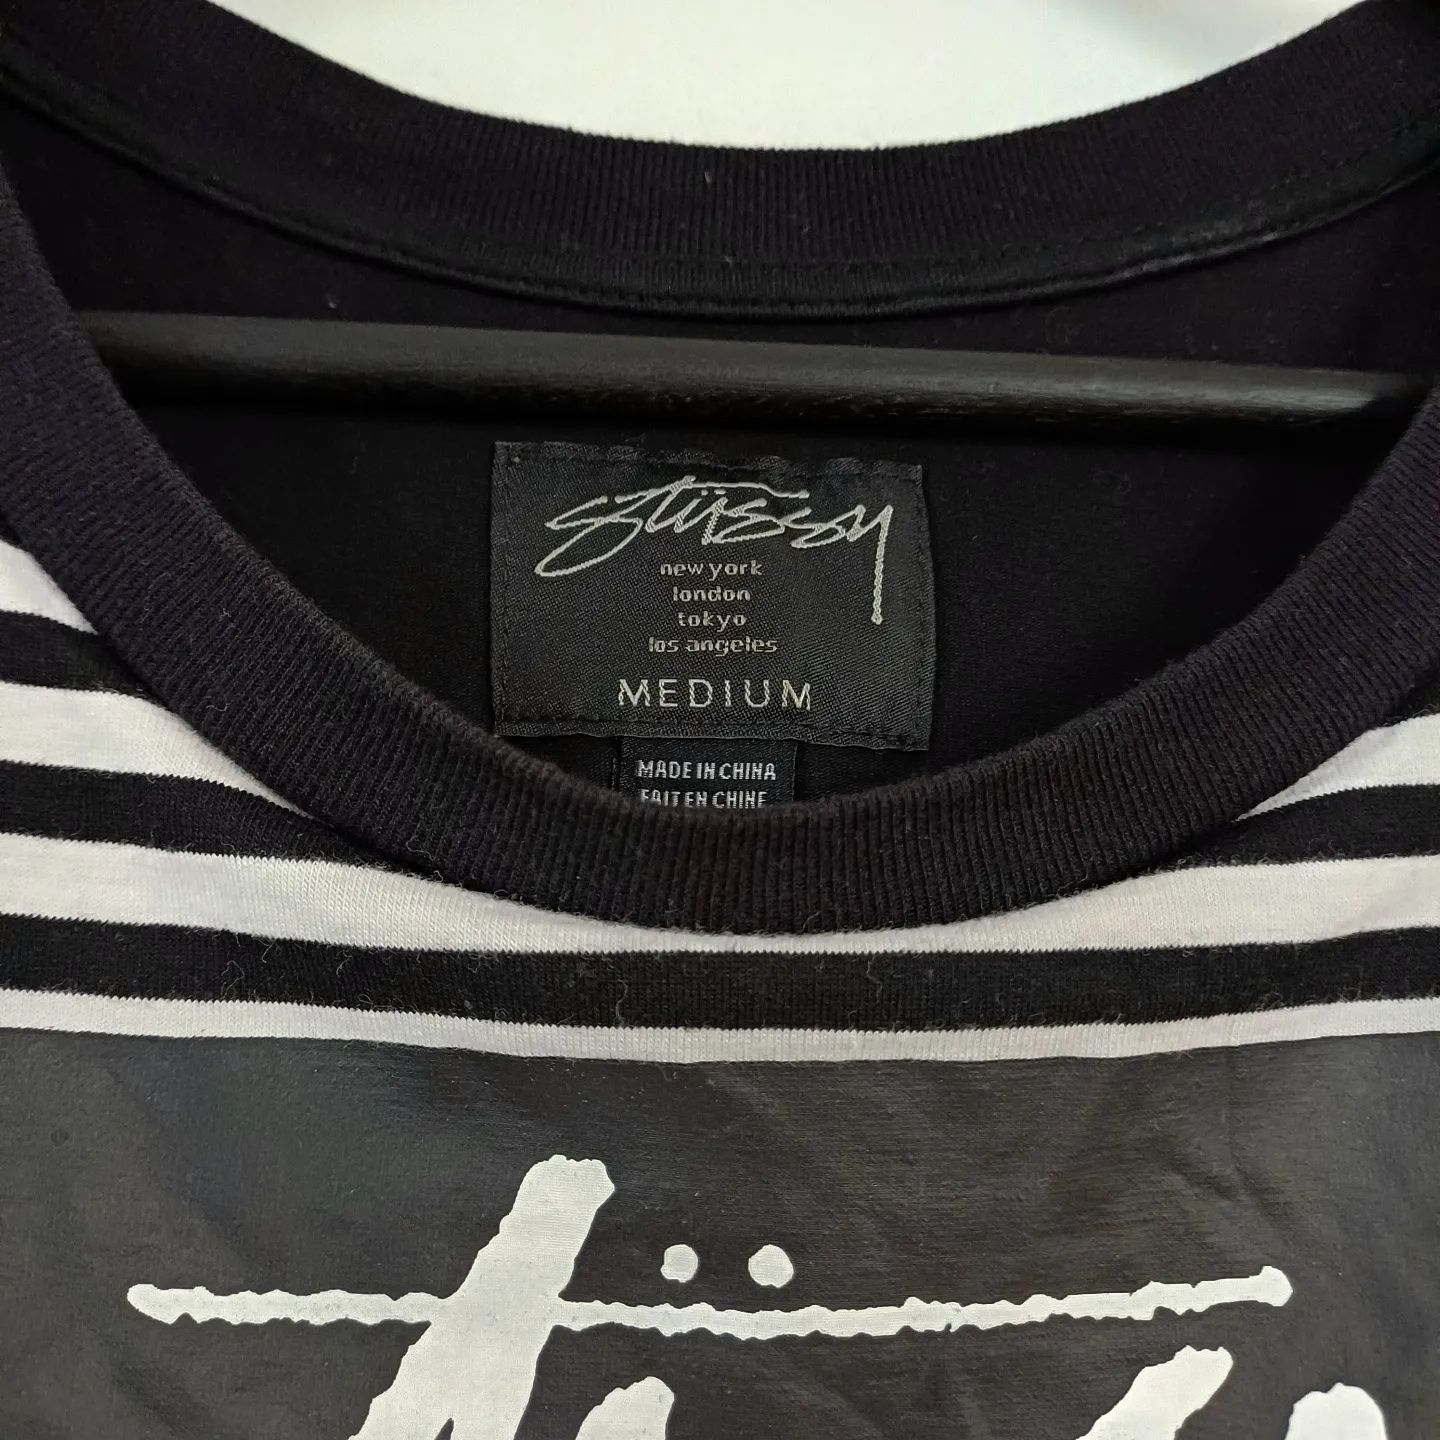 stüssy
new york
london
tokyo
los angeles
MEDIUM
MADE IN CHINA
FAIT EN CHINE